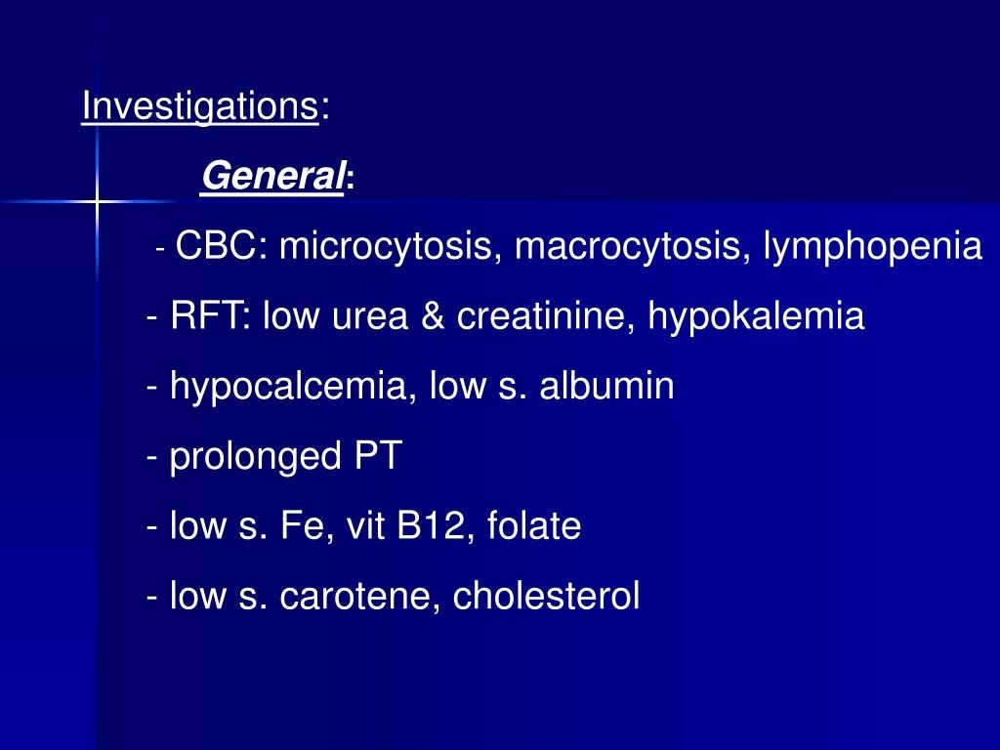 Investigations:
General:
- CBC: microcytosis, macrocytosis, lymphopenia
- RFT: low urea & creatinine, hypokalemia
- hypocalcemia, low s. albumin
- prolonged PT
- low s. Fe, vit B12, folate
- low s. carotene, cholesterol